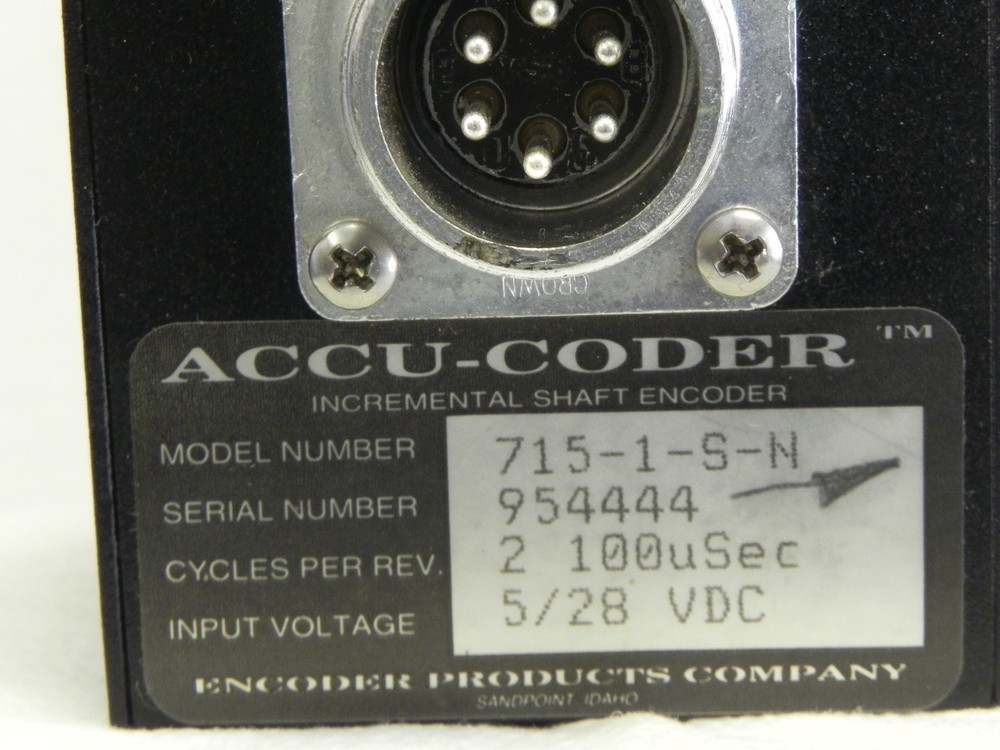 CROWN
ACCU-CODER ™
INCREMENTAL SHAFT ENCODER
MODEL NUMBER 715-1-S-N
SERIAL NUMBER 954444
CYCLES PER REV. 2 100uSec
INPUT VOLTAGE 5/28 VDC
ENCODER PRODUCTS COMPANY
SANDPOINT, IDAHO